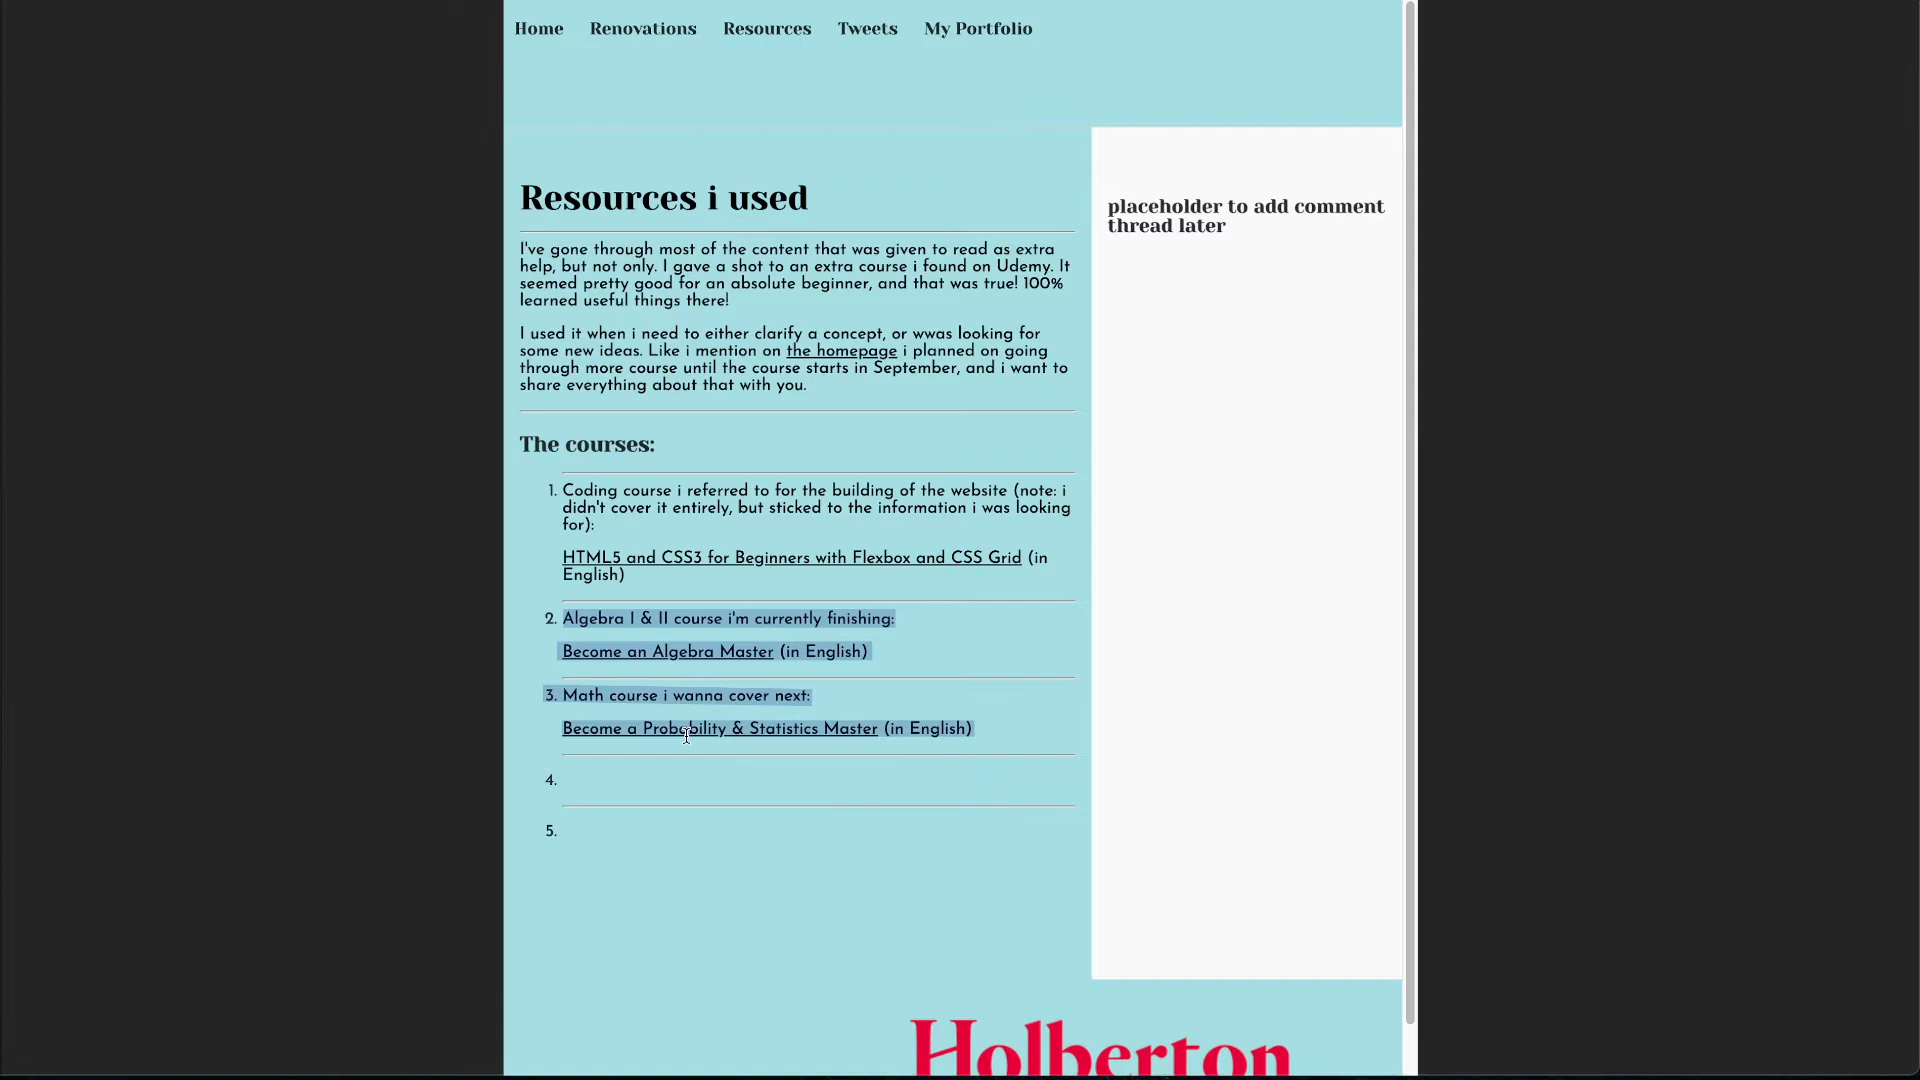 Home Renovations Resources Tweets My Portfolio
Resources i used
I've gone through most of the content that was given to read as extra
help, but not only. I gave a shot to an extra course i found on Udemy. It
seemed pretty good for an absolute beginner, and that was true! 100%
learned useful things there!
I used it when i need to either clarify a concept, or wwas looking for
some new ideas. Like i mention on the homepage i planned on going
through more course until the course starts in September, and i want to
share everything about that with you.
The courses:
1. Coding course i referred to for the building of the website (note: i
didn't cover it entirely, but sticked to the information i was looking
for):
HTML5 and CSS3 for Beginners with Flexbox and CSS Grid (in
English)
2. Algebra I & II course i'm currently finishing:
Become an Algebra Master (in English)
3. Math course i wanna cover next:
Become a Probability & Statistics Master (in English)
4.
5.
placeholder to add comment
thread later
Holberton